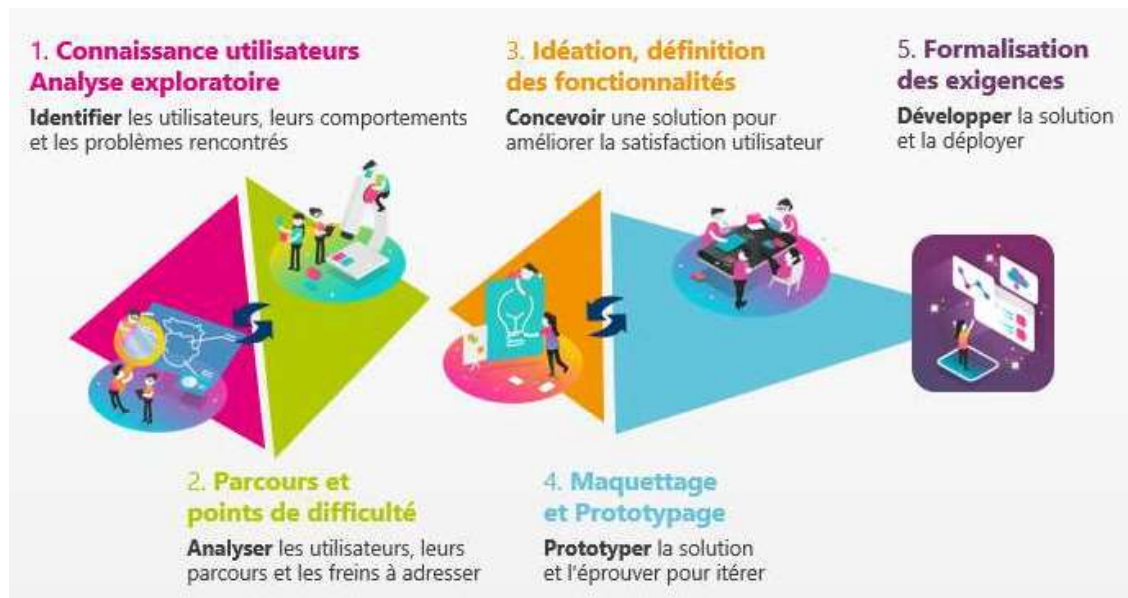 1. Connaissance utilisateurs
Analyse exploratoire
Identifier les utilisateurs, leurs comportements
et les problèmes rencontrés
2. Parcours et
points de difficulté
Analyser les utilisateurs, leurs
parcours et les freins à adresser
3. Idéation, définition
des fonctionnalités
Concevoir une solution pour
améliorer la satisfaction utilisateur
4. Maquettage
et Prototypage
Prototyper la solution
et l'éprouver pour itérer
5. Formalisation
des exigences
Développer la solution
et la déployer